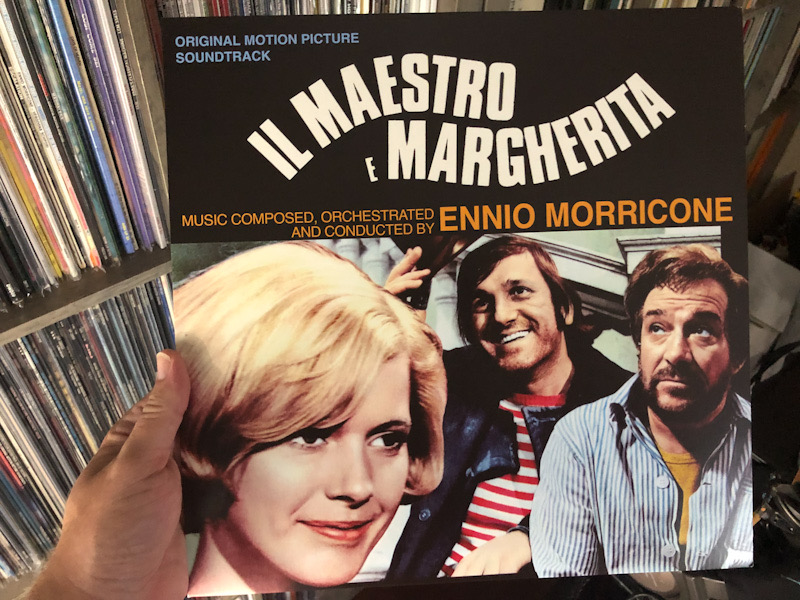 ORIGINAL MOTION PICTURE
SOUNDTRACK
IL MAESTRO
E MARGHERITA
MUSIC COMPOSED, ORCHESTRATED
AND CONDUCTED BY ENNIO MORRICONE